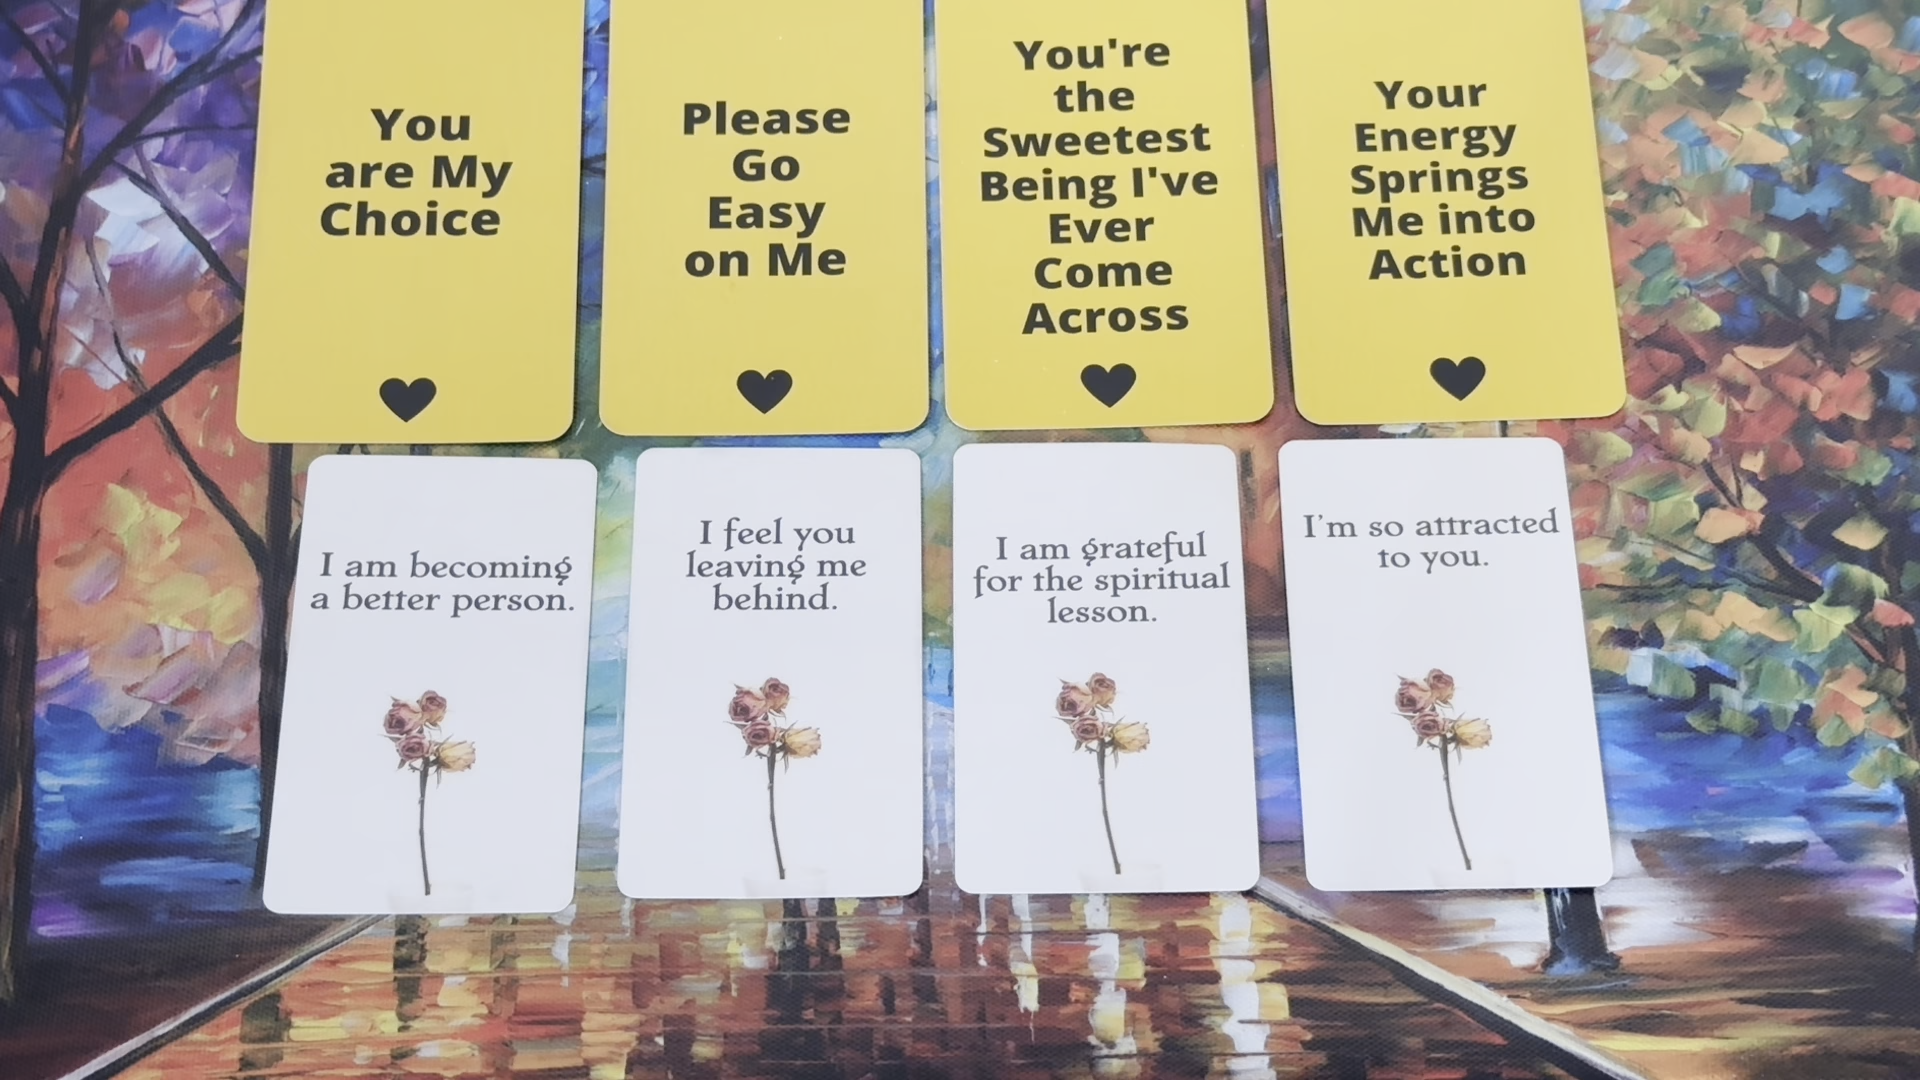 You
are My
Choice
Please
Go
Easy
on Me
You're
the
Sweetest
Being I've
Ever
Come
Across
Your
Energy
Springs
Me into
Action
I am becoming
a better person.
I feel you
leaving me
behind.
I am grateful
for the spiritual
lesson.
I'm so attracted
to you.